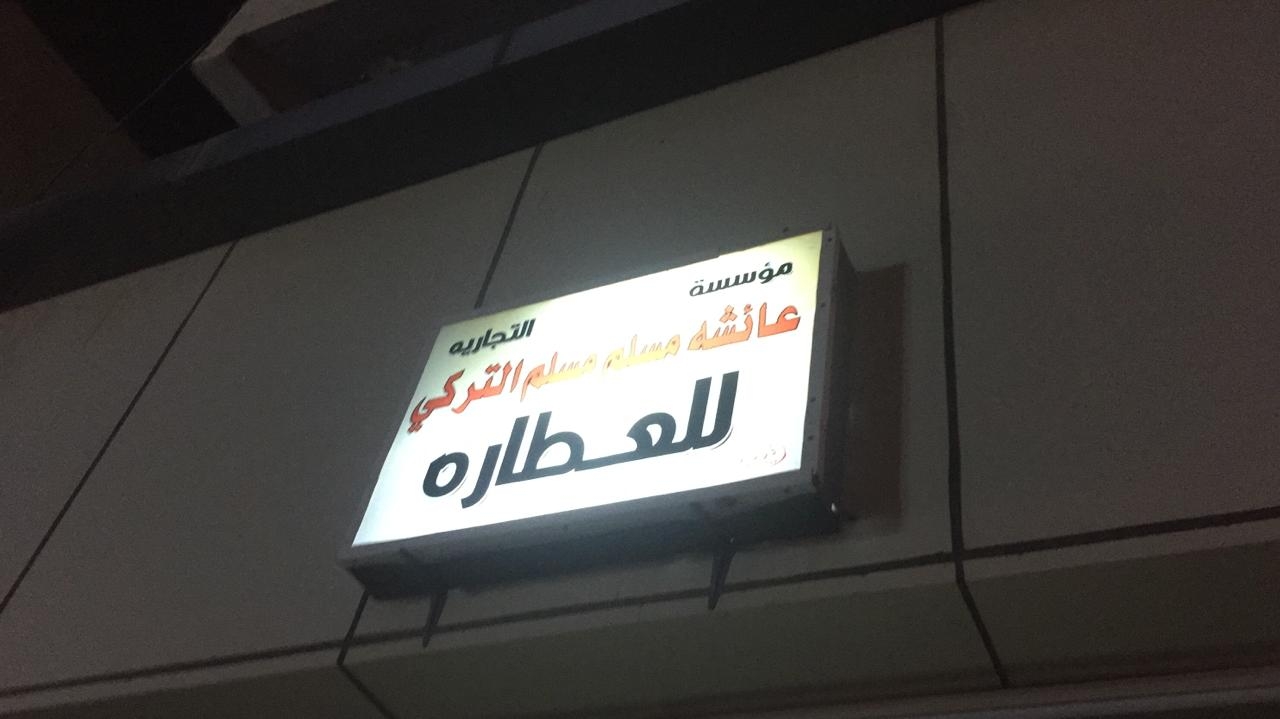 مؤسسة التجاريه
عائشه مسلم مسلم التركي
للعطاره